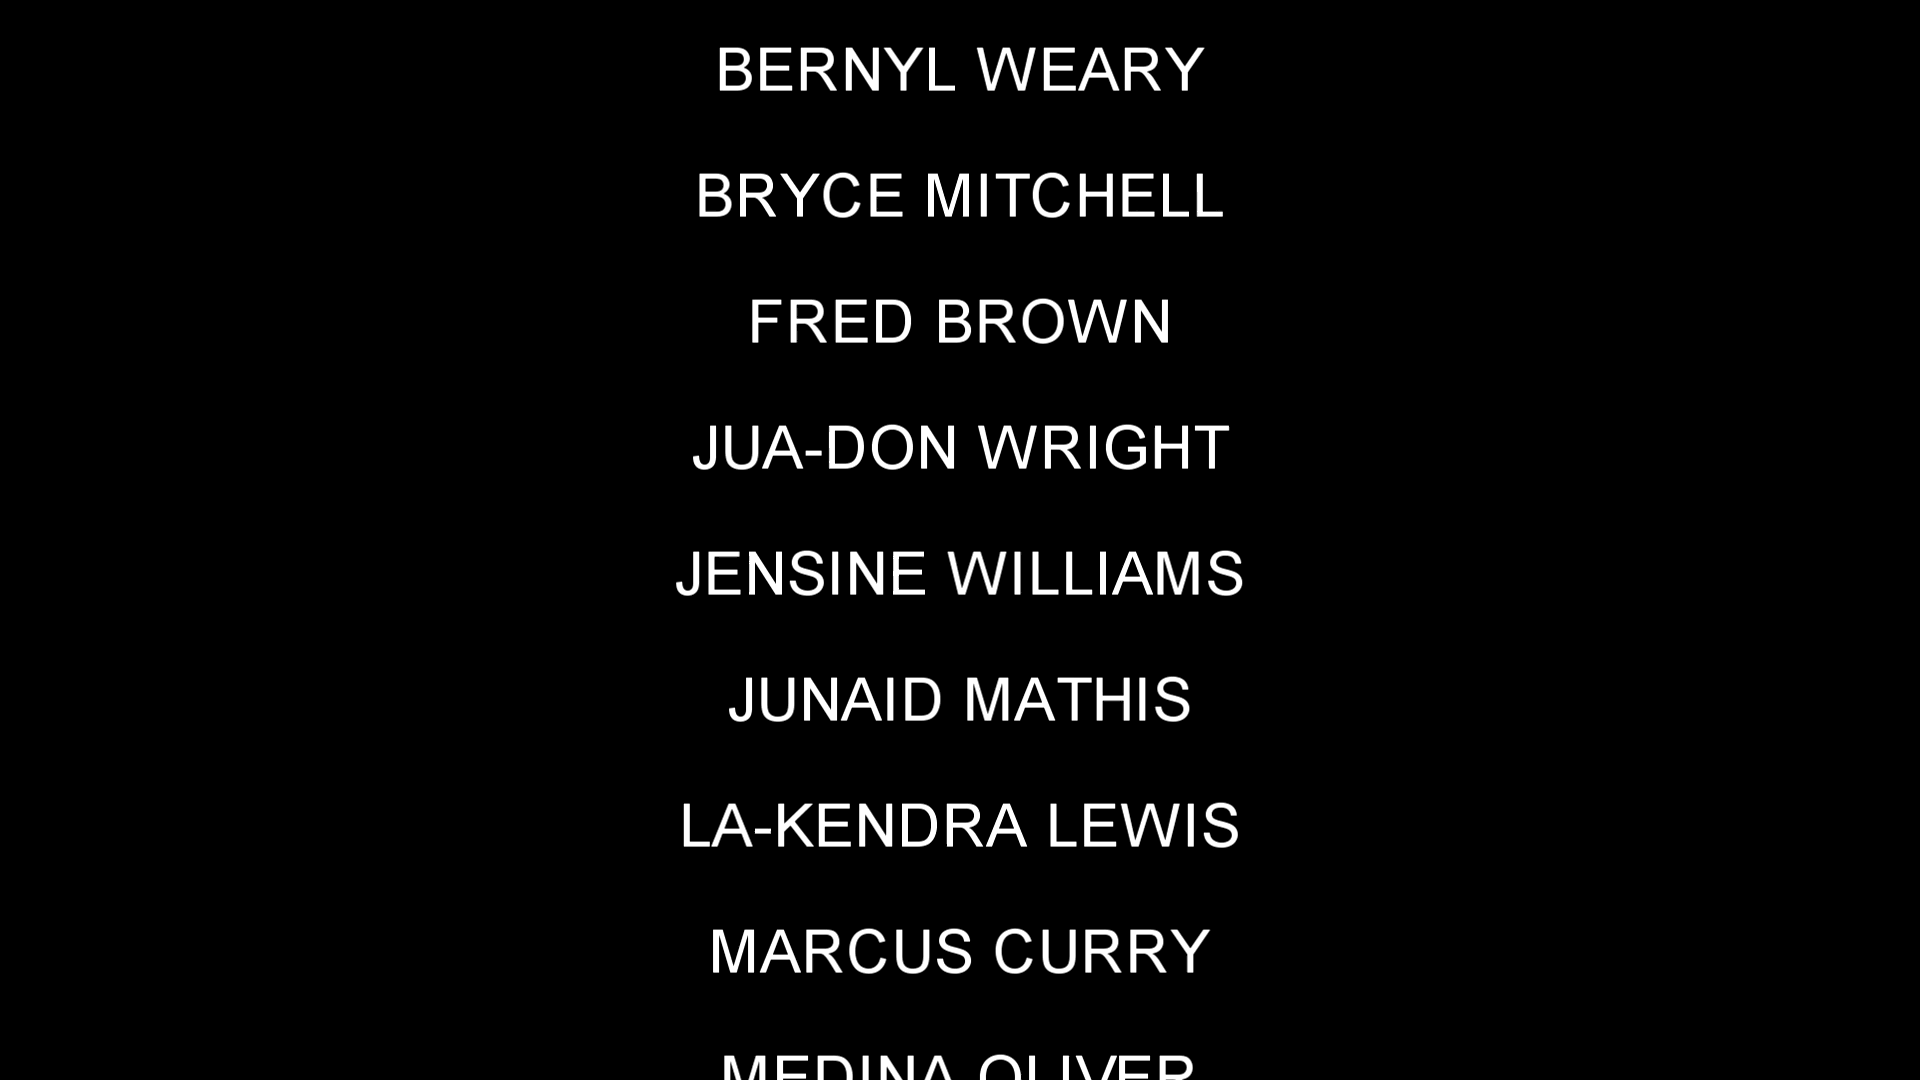 BERNYL WEARY
BRYCE MITCHELL
FRED BROWN
JUA-DON WRIGHT
JENSINE WILLIAMS
JUNAID MATHIS
LA-KENDRA LEWIS
MARCUS CURRY
MEDINA OLIVER